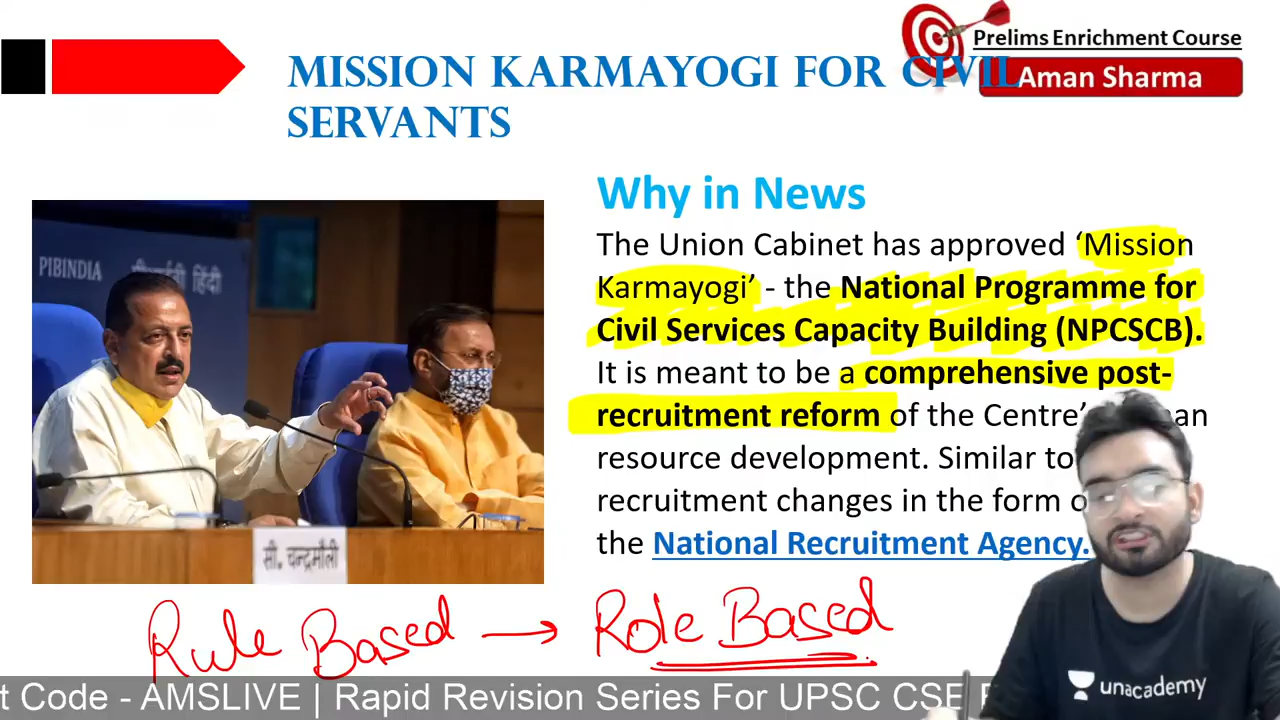 Prelims Enrichment Course
Aman Sharma
MISSION KARMAYOGI FOR CIVIL
SERVANTS
Why in News
The Union Cabinet has approved ‘Mission
Karmayogi’ - the National Programme for
Civil Services Capacity Building (NPCSCB).
It is meant to be a comprehensive post-
recruitment reform of the Centre’s
resource development. Similar to
recruitment changes in the form
the National Recruitment Agency.
PIBINDIA
पीआईबी हिंदी
सी. चन्द्रमौली
Rule Based → Role Based
unacademy
Code - AMSLIVE | Rapid Revision Series For UPSC CSE